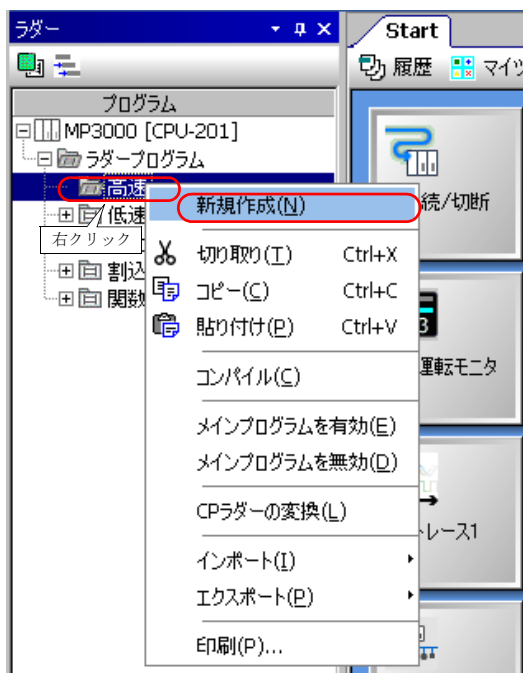 ラダー
Start
履歴 マイツ
プログラム
MP3000 [CPU-201]
ラダープログラム
高速
低速
右クリック
割込
関数
新規作成(N)
切り取り(T) Ctrl+X
コピー(C) Ctrl+C
貼り付け(P) Ctrl+V
コンパイル(C)
メインプログラムを有効(E)
メインプログラムを無効(D)
CPラダーの変換(L)
インポート(I)
エクスポート(P)
印刷(P)...
続/切断
3
運転モニタ
トレース1